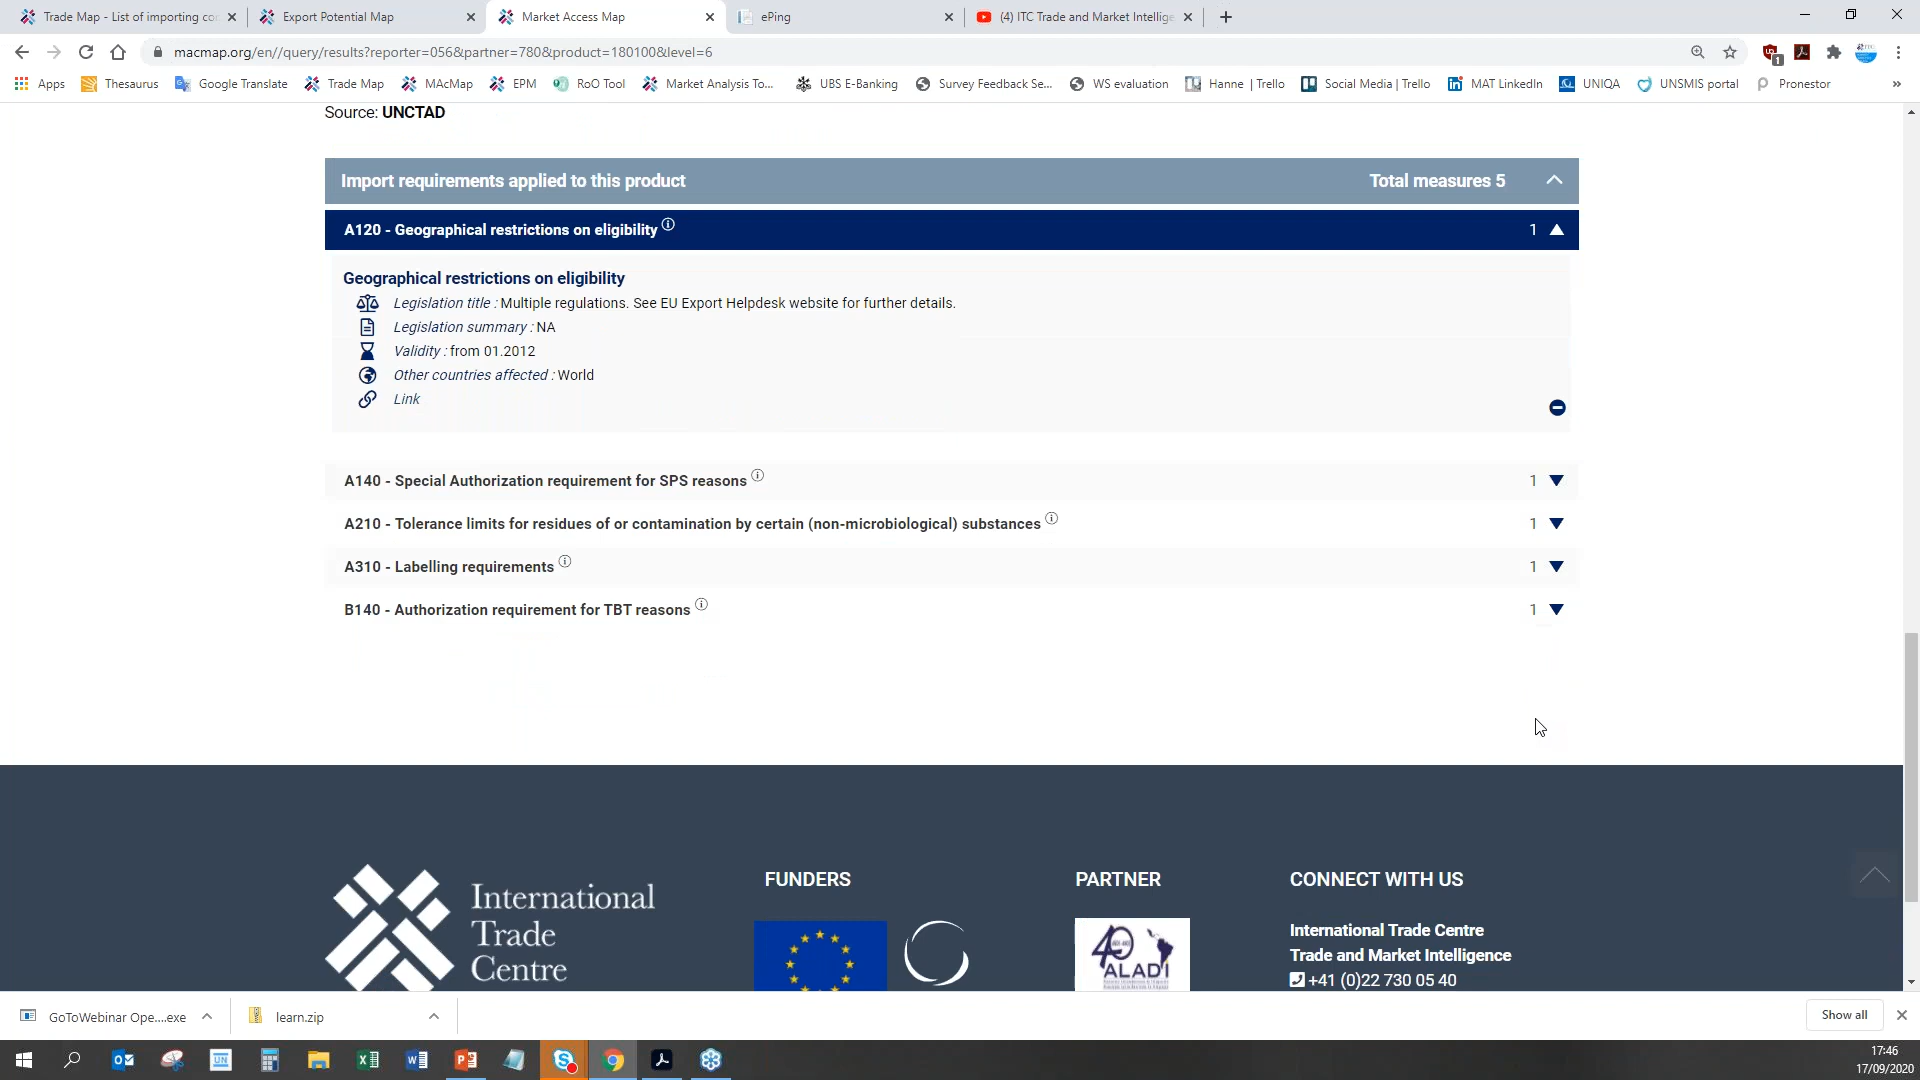 Trade Map - List of importing co
Export Potential Map
Market Access Map
ePing
(4) ITC Trade and Market Intellige
macmap.org/en//query/results?reporter=056&partner=780&product=180100&level=6
1
Apps
Thesaurus
Google Translate
Trade Map
MAcMap
EPM
RoO Tool
Market Analysis To...
UBS E-Banking
Survey Feedback Se...
WS evaluation
Hanne | Trello
Social Media | Trello
MAT LinkedIn
UNIQA
UNSMIS portal
Pronestor
»
Source: UNCTAD
Import requirements applied to this product Total measures 5
A120 - Geographical restrictions on eligibility 1
Geographical restrictions on eligibility
Legislation title : Multiple regulations. See EU Export Helpdesk website for further details.
Legislation summary : NA
Validity : from 01.2012
Other countries affected : World
Link
A140 - Special Authorization requirement for SPS reasons 1
A210 - Tolerance limits for residues of or contamination by certain (non-microbiological) substances 1
A310 - Labelling requirements 1
B140 - Authorization requirement for TBT reasons 1
International
Trade
Centre
FUNDERS
PARTNER
40
ALADI
CONNECT WITH US
International Trade Centre
Trade and Market Intelligence
+41 (0)22 730 05 40
GoToWebinar Ope....exe
learn.zip
Show all
17:46
17/09/2020